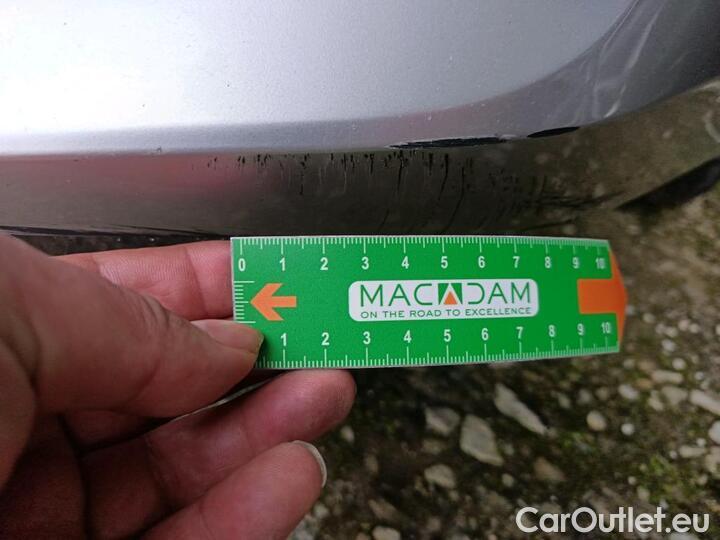 0 1 2 3 4 5 6 7 8 9 10
MACADAM
ON THE ROAD TO EXCELLENCE
1 2 3 4 5 6 7 8 9 10
CarOutlet.eu